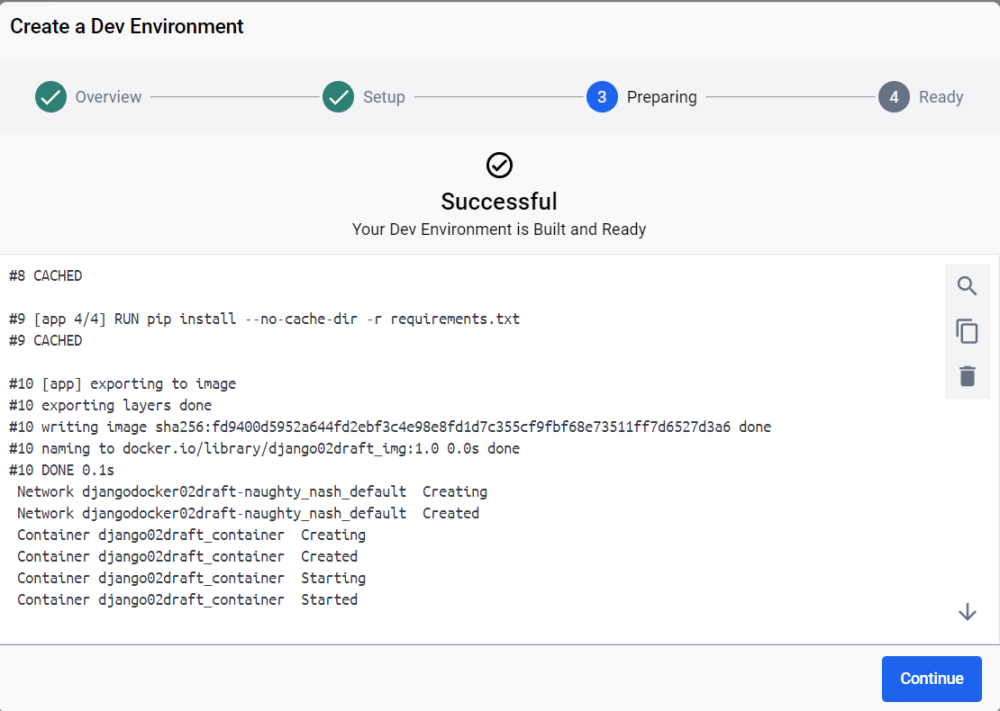 Create a Dev Environment
Overview
Setup
3 Preparing
4 Ready
Successful
Your Dev Environment is Built and Ready
#8 CACHED
#9 [app 4/4] RUN pip install --no-cache-dir -r requirements.txt
#9 CACHED
#10 [app] exporting to image
#10 exporting layers done
#10 writing image sha256:fd9400d5952a644fd2ebf3c4e98e8fd1d7c355cf9fbf68e73511ff7d6527d3a6 done
#10 naming to docker.io/library/django02draft_img:1.0 0.0s done
#10 DONE 0.1s
Network djangodocker02draft-naughty_nash_default  Creating
Network djangodocker02draft-naughty_nash_default  Created
Container django02draft_container  Creating
Container django02draft_container  Created
Container django02draft_container  Starting
Container django02draft_container  Started
Continue